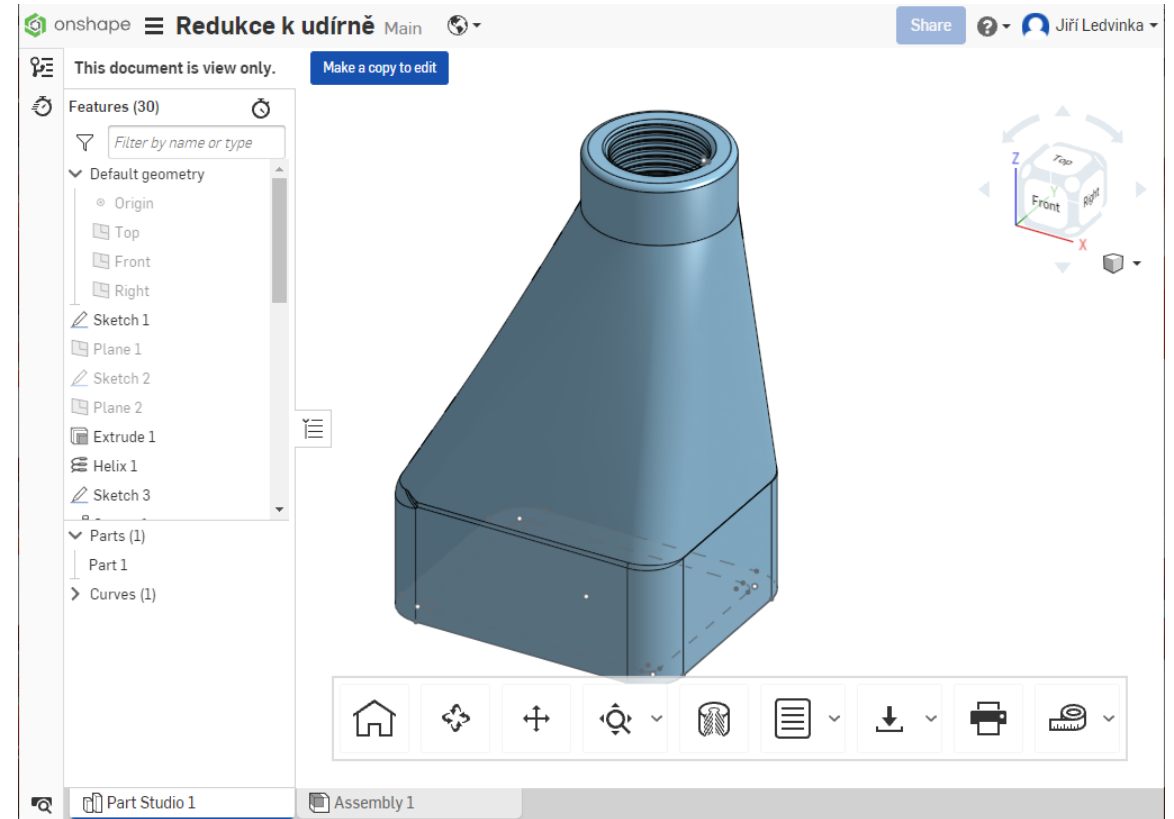 onshape Redukce k udírně Main Share Jiří Ledvinka
This document is view only. Make a copy to edit
Features (30)
Filter by name or type
Default geometry
Origin
Top
Front
Right
Sketch 1
Plane 1
Sketch 2
Plane 2
Extrude 1
Helix 1
Sketch 3
Parts (1)
Part 1
Curves (1)
Z
Top
Y
Front
Right
X
Part Studio 1
Assembly 1